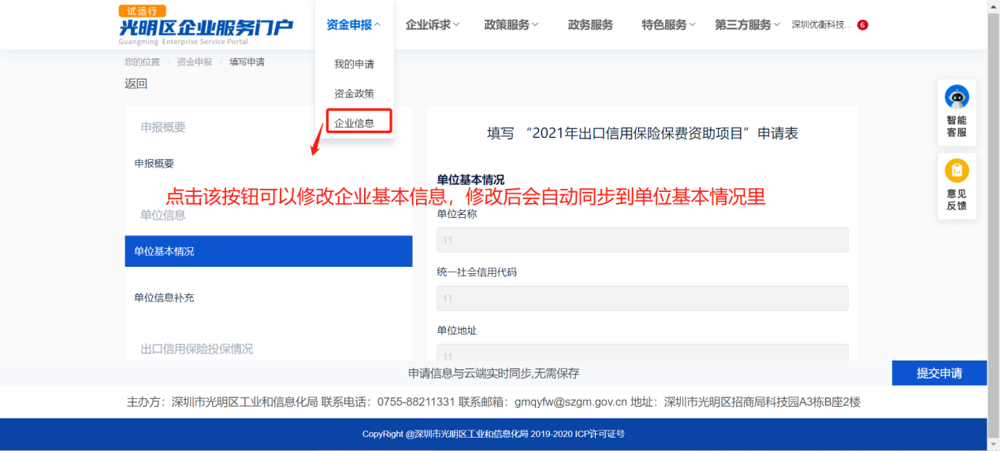 试运行
光明区企业服务门户
Guangming Enterprise Service Portal
资金申报 企业诉求 政策服务 政务服务 特色服务 第三方服务 深圳优衡科技... 6
我的申请
资金政策
企业信息
您的位置 / 资金申报 / 填写申请
返回
申报概要
申报概要
单位信息
单位基本情况
单位信息补充
出口信用保险投保情况
点击该按钮可以修改企业基本信息，修改后会自动同步到单位基本情况里
填写 “2021年出口信用保险保费资助项目”申请表
单位基本情况
单位名称
11
统一社会信用代码
11
单位地址
11
智能
客服
意见
反馈
申请信息与云端实时同步,无需保存
提交申请
主办方：深圳市光明区工业和信息化局 联系电话：0755-88211331 联系邮箱：gmqyfw@szgm.gov.cn 地址：深圳市光明区招商局科技园A3栋B座2楼
CopyRight @深圳市光明区工业和信息化局 2019-2020 ICP许可证号